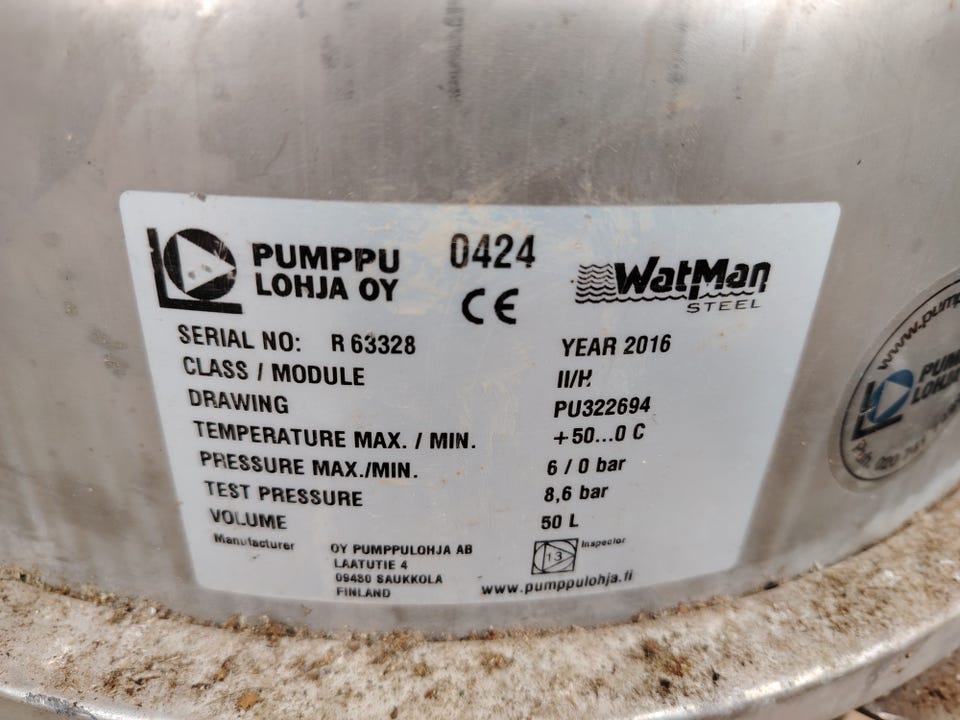 PUMPPU
LOHJA OY
0424
CE
WatMan
STEEL
SERIAL NO: R 63328
YEAR 2016
CLASS / MODULE II/H
DRAWING PU322694
TEMPERATURE MAX. / MIN. +50...0 C
PRESSURE MAX./MIN. 6 / 0 bar
TEST PRESSURE 8,6 bar
VOLUME 50 L
Manufacturer
OY PUMPPULOHJA AB
LAATUTIE 4
09430 SAUKKOLA
FINLAND
13
Inspector
www.pumppulohja.fi